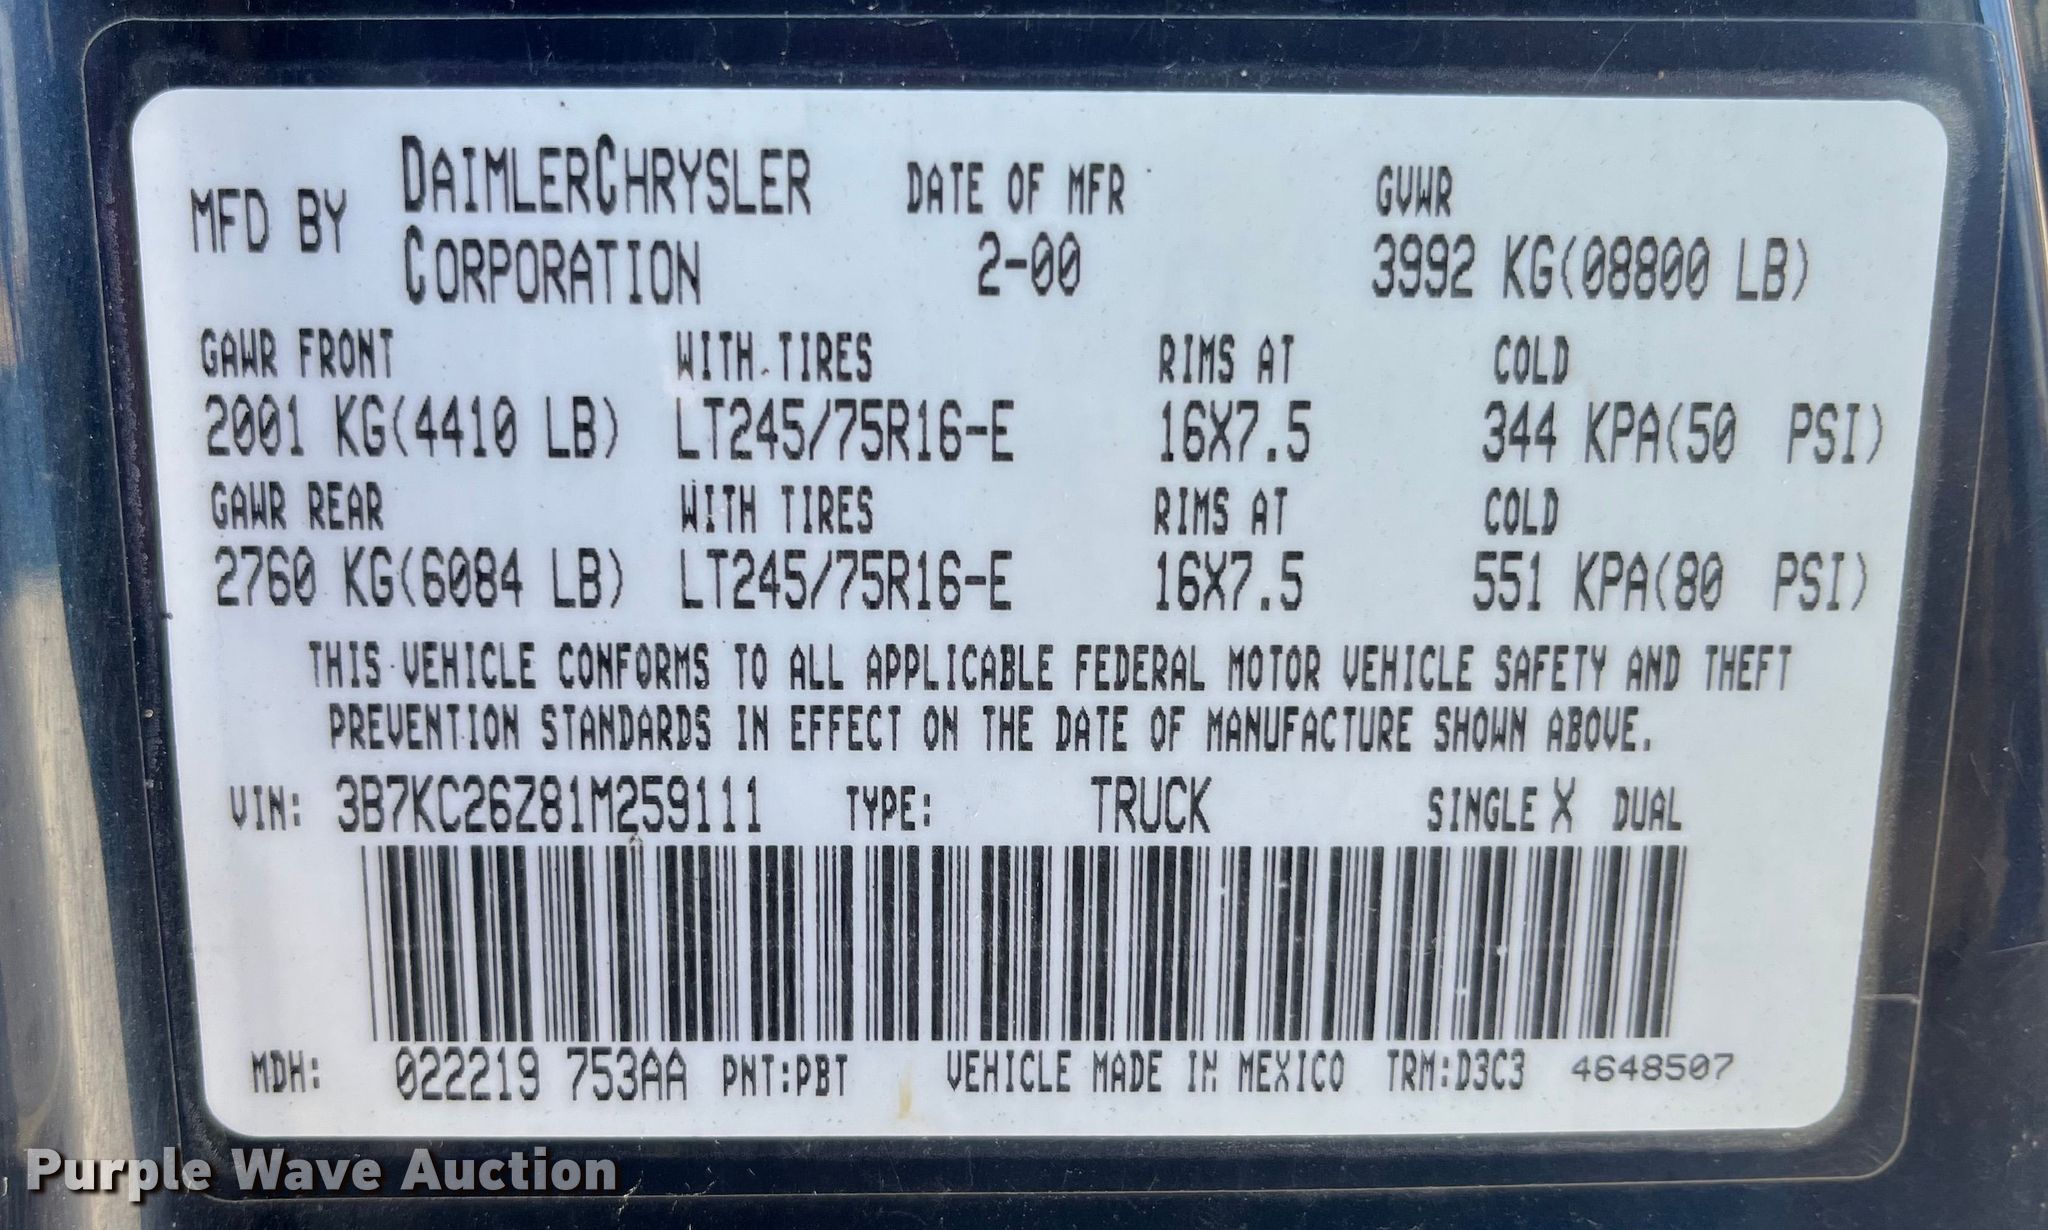 MFD BY DAIMLERCHRYSLER CORPORATION DATE OF MFR 2-00 GVWR 3992 KG(08800 LB)
GAWR FRONT WITH TIRES RIMS AT COLD
2001 KG(4410 LB) LT245/75R16-E 16X7.5 344 KPA(50 PSI)
GAWR REAR WITH TIRES RIMS AT COLD
2760 KG(6084 LB) LT245/75R16-E 16X7.5 551 KPA(80 PSI)
THIS VEHICLE CONFORMS TO ALL APPLICABLE FEDERAL MOTOR VEHICLE SAFETY AND THEFT
PREVENTION STANDARDS IN EFFECT ON THE DATE OF MANUFACTURE SHOWN ABOVE.
VIN: 3B7KC26Z81M259111 TYPE: TRUCK SINGLE X DUAL
MDH: 022219 753AA PNT:PBT VEHICLE MADE IN MEXICO TRM:D3C3 4648507
Purple Wave Auction